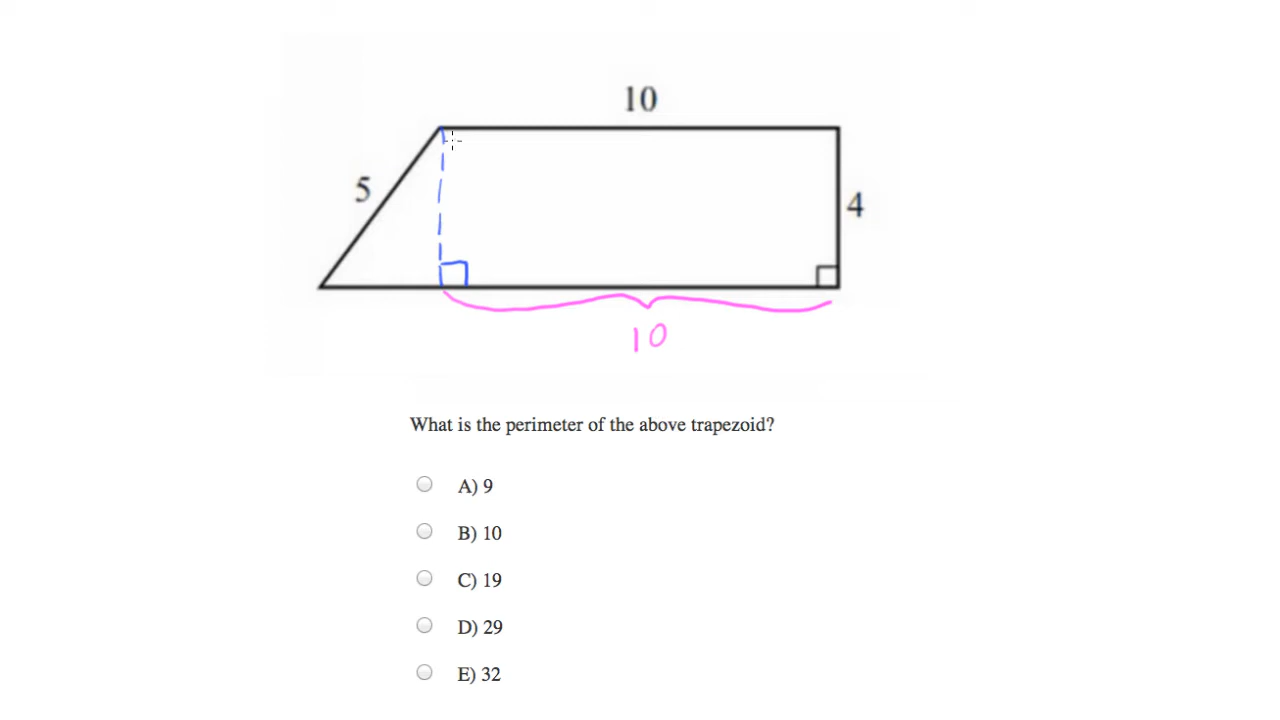 10
5
4
10
What is the perimeter of the above trapezoid?
A) 9
B) 10
C) 19
D) 29
E) 32